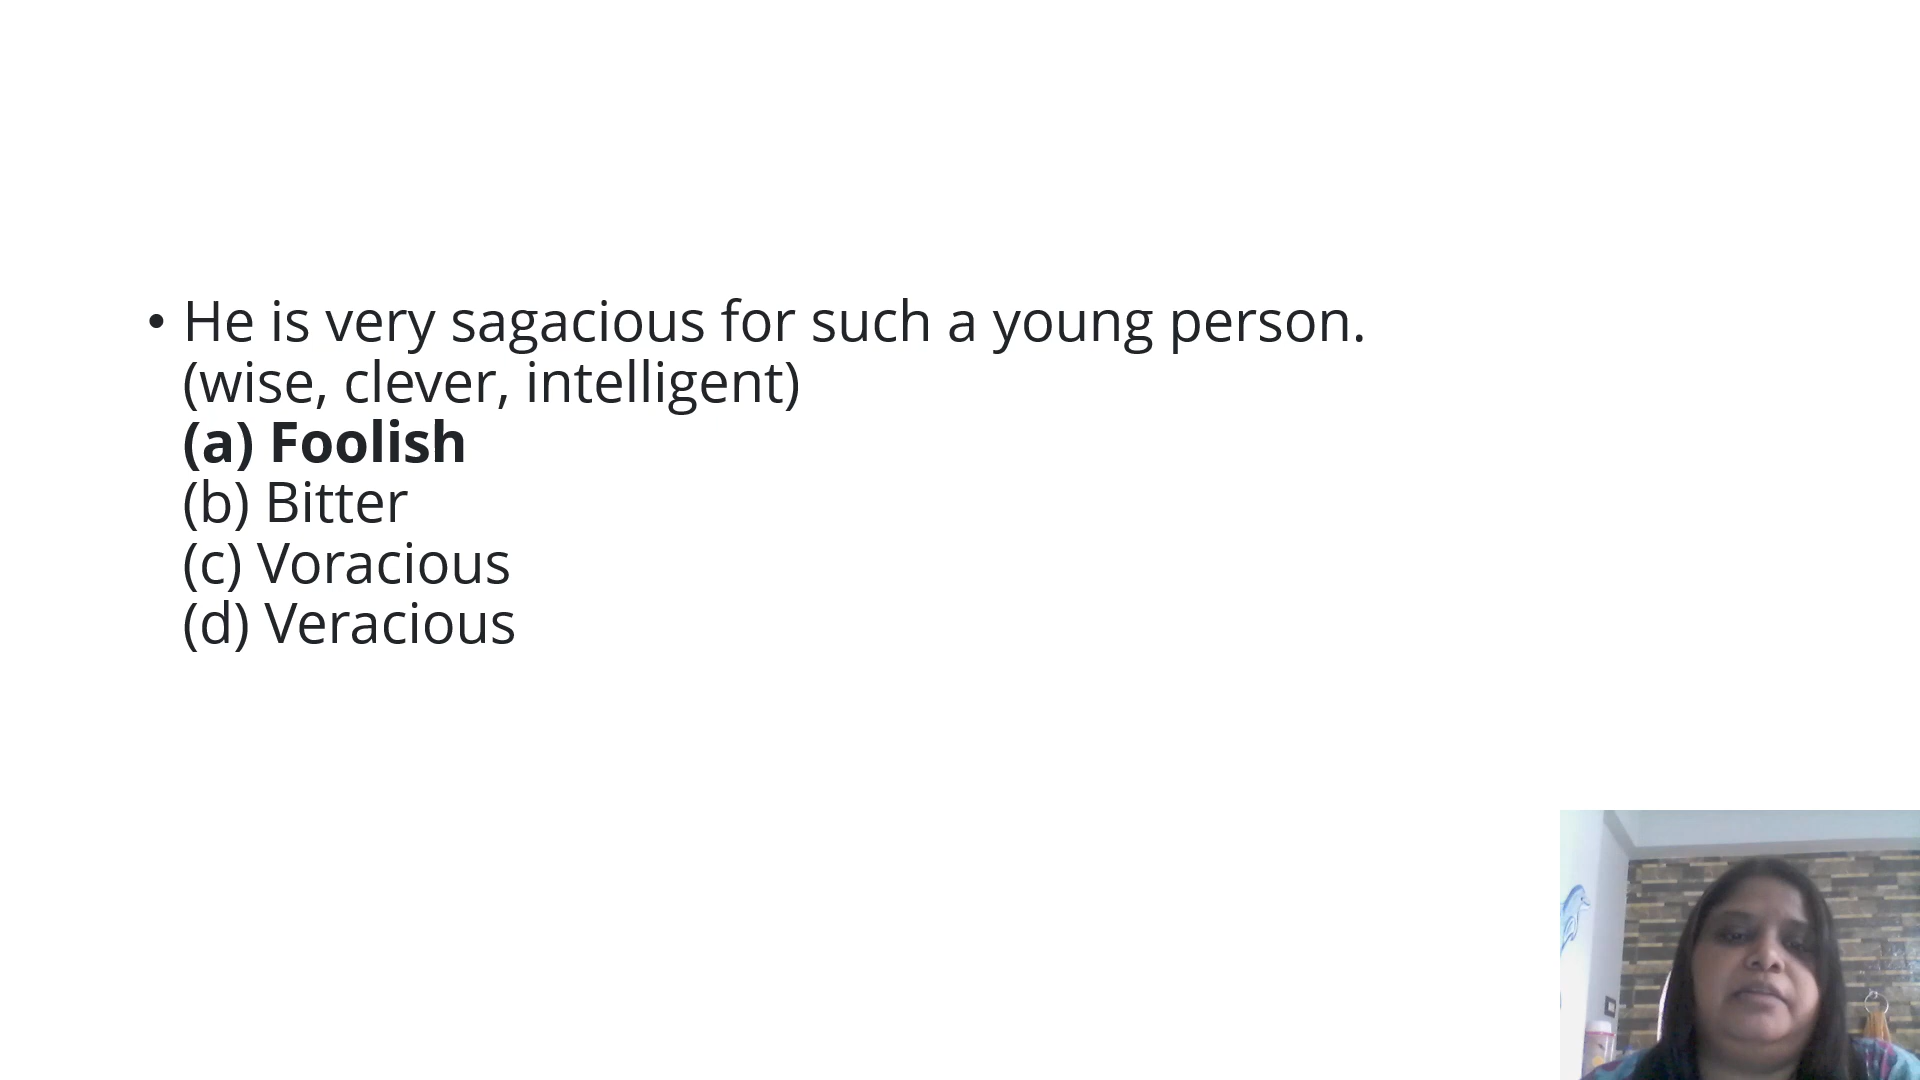 • He is very sagacious for such a young person.
(wise, clever, intelligent)
(a) Foolish
(b) Bitter
(c) Voracious
(d) Veracious